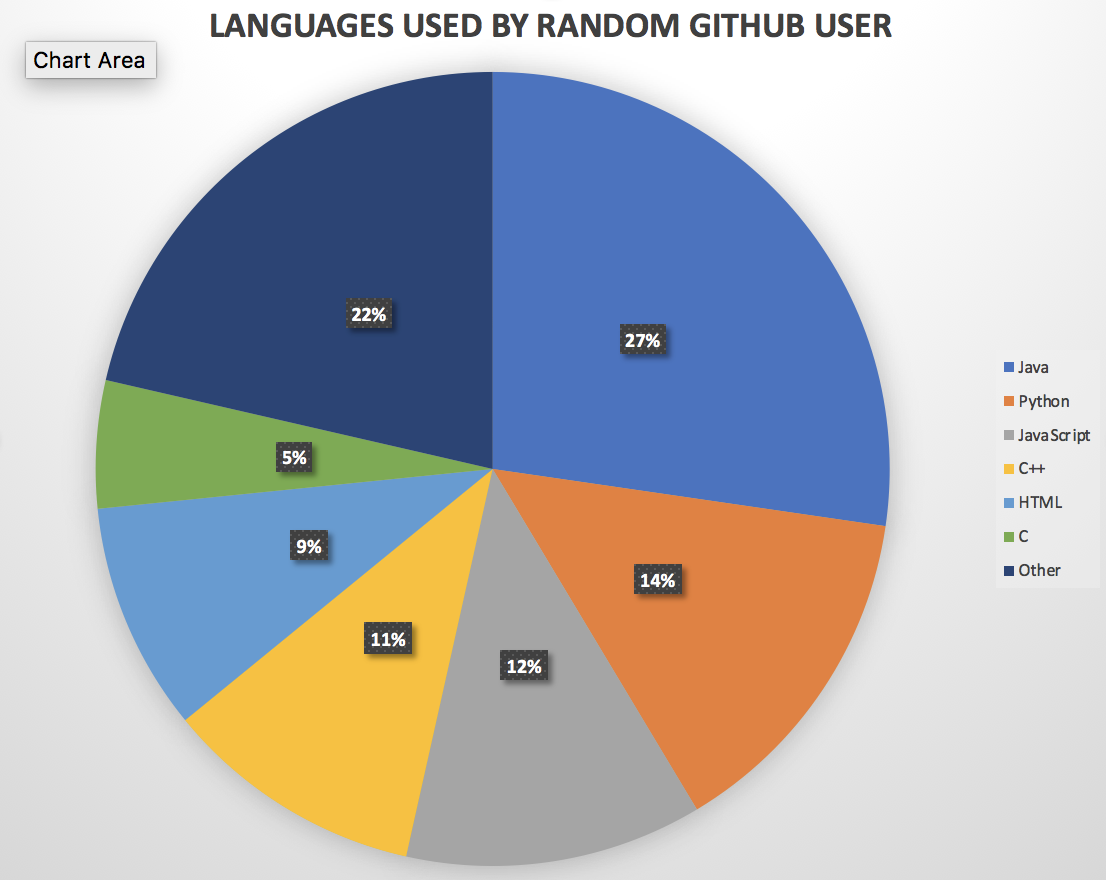 LANGUAGES USED BY RANDOM GITHUB USER
Chart Area
22%
27%
5%
9%
14%
11%
12%
Java
Python
JavaScript
C++
HTML
C
Other